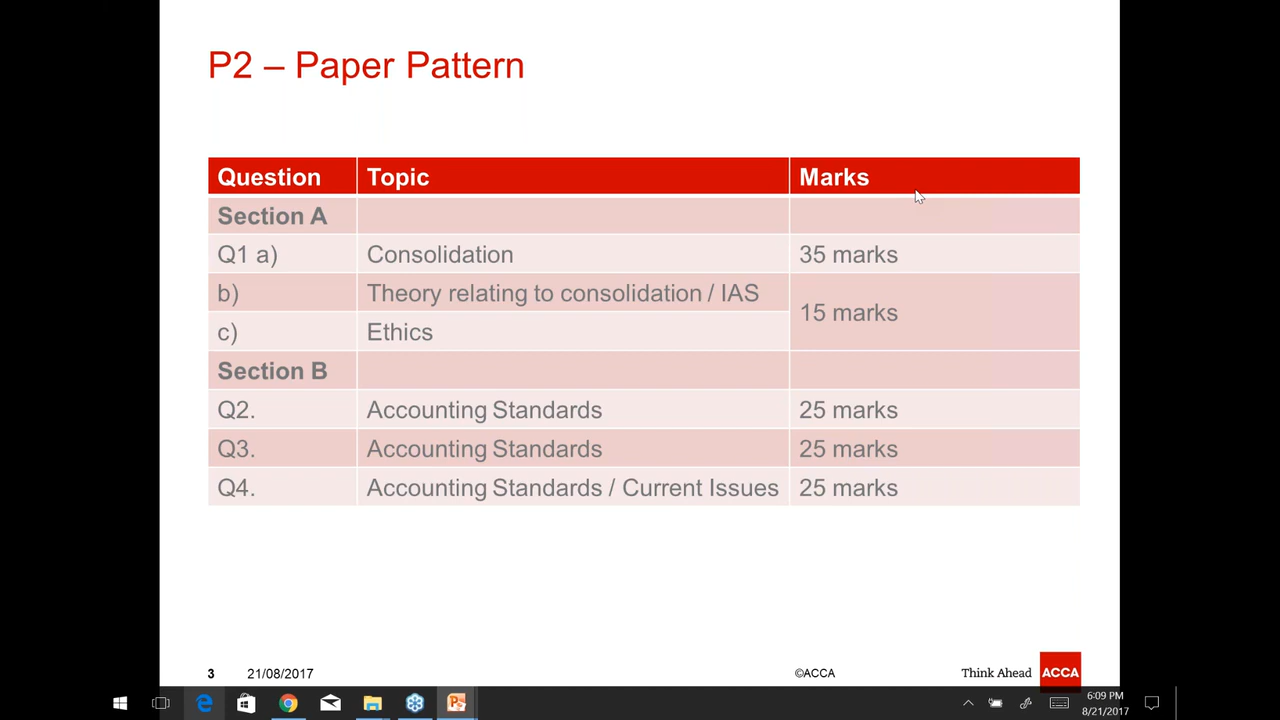 P2 – Paper Pattern
Question Topic Marks
Section A
Q1 a) Consolidation 35 marks
b) Theory relating to consolidation / IAS
15 marks
c) Ethics
Section B
Q2. Accounting Standards 25 marks
Q3. Accounting Standards 25 marks
Q4. Accounting Standards / Current Issues 25 marks
3 21/08/2017 ©ACCA Think Ahead ACCA
6:09 PM
8/21/2017